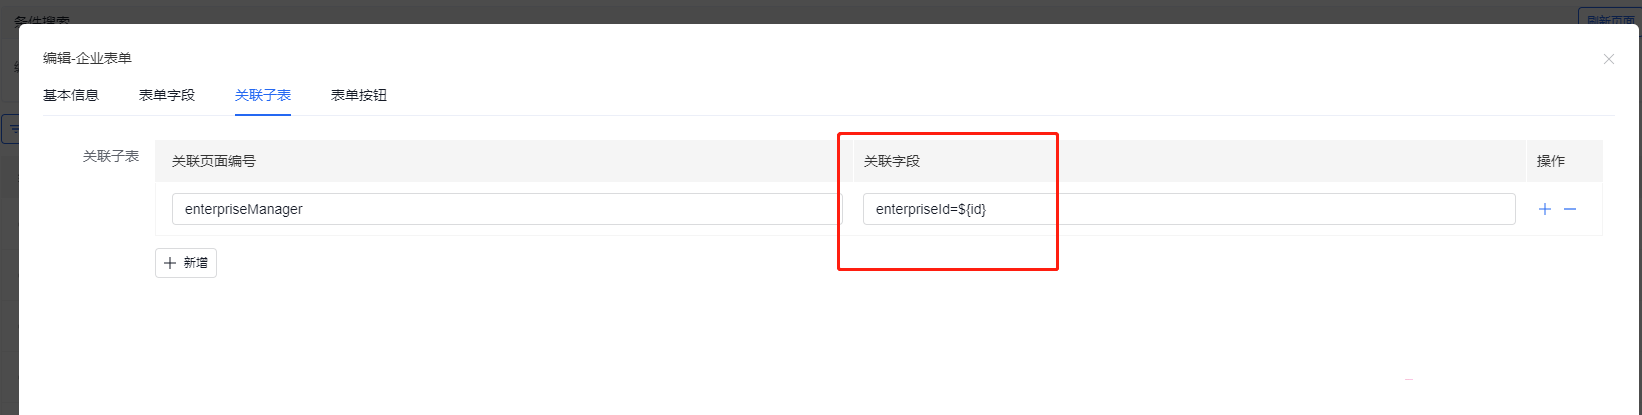 条件搜索
刷新页面
编辑-企业表单
基本信息 表单字段 关联子表 表单按钮
关联子表 关联页面编号 关联字段 操作
enterpriseManager enterpriseId=${id}
新增